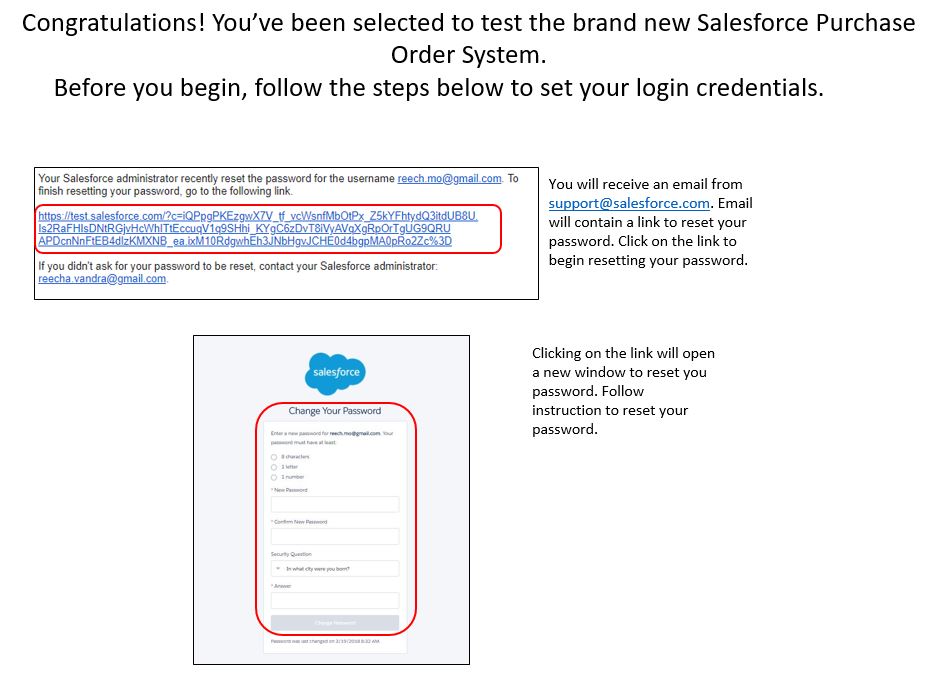 Congratulations! You’ve been selected to test the brand new Salesforce Purchase
Order System.
Before you begin, follow the steps below to set your login credentials.
Your Salesforce administrator recently reset the password for the username reech.mo@gmail.com. To
finish resetting your password, go to the following link.
https://test.salesforce.com/?c=iQPpgPKEzgwX7V_tf_vcWsnfMbOtPx_Z5kYFhtydQ3itdUB8U.
Is2RaFHIsDNtRGjvHcWhITtEccuqV1q9SHhi_KYgC6zDvT8lVyAVqXgRpOrTgUG9QRU
APDcnNnFtEB4dlzKMXNB_ea.ixM10RdgwhEh3JNbHgvJCHE0d4bgpMA0pRo2Zc%3D
If you didn’t ask for your password to be reset, contact your Salesforce administrator:
reecha.vandra@gmail.com.
You will receive an email from
support@salesforce.com. Email
will contain a link to reset your
password. Click on the link to
begin resetting your password.
salesforce
Change Your Password
Enter a new password for reech.mo@gmail.com. Your
password must have at least:
8 characters
1 letter
1 number
* New Password
* Confirm New Password
Security Question
In what city were you born?
* Answer
Change Password
Password was last changed on 2/19/2018 8:32 AM.
Clicking on the link will open
a new window to reset you
password. Follow
instruction to reset your
password.